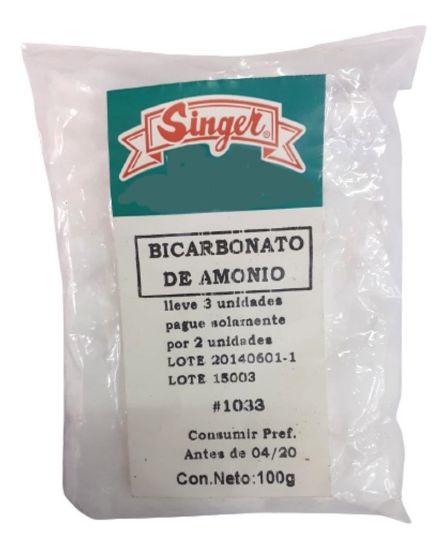 Singer®
BICARBONATO
DE AMONIO
lleve 3 unidades
pague solamente
por 2 unidades
LOTE 20140601-1
LOTE 15003
#1033
Consumir Pref.
Antes de 04/20
Con.Neto:100g